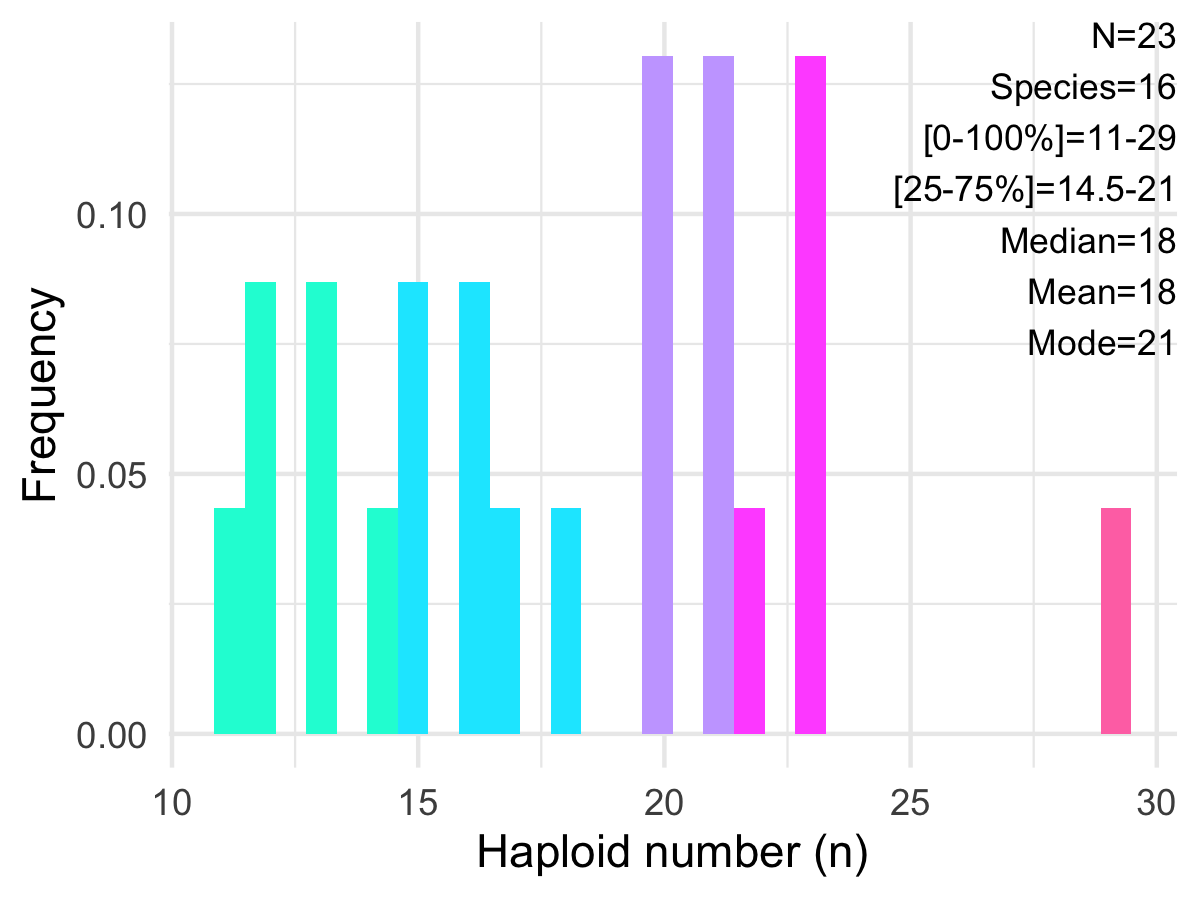 N=23
Species=16
[0-100%]=11-29
[25-75%]=14.5-21
Median=18
Mean=18
Mode=21
0.10
0.05
0.00
Frequency
10 15 20 25 30
Haploid number (n)